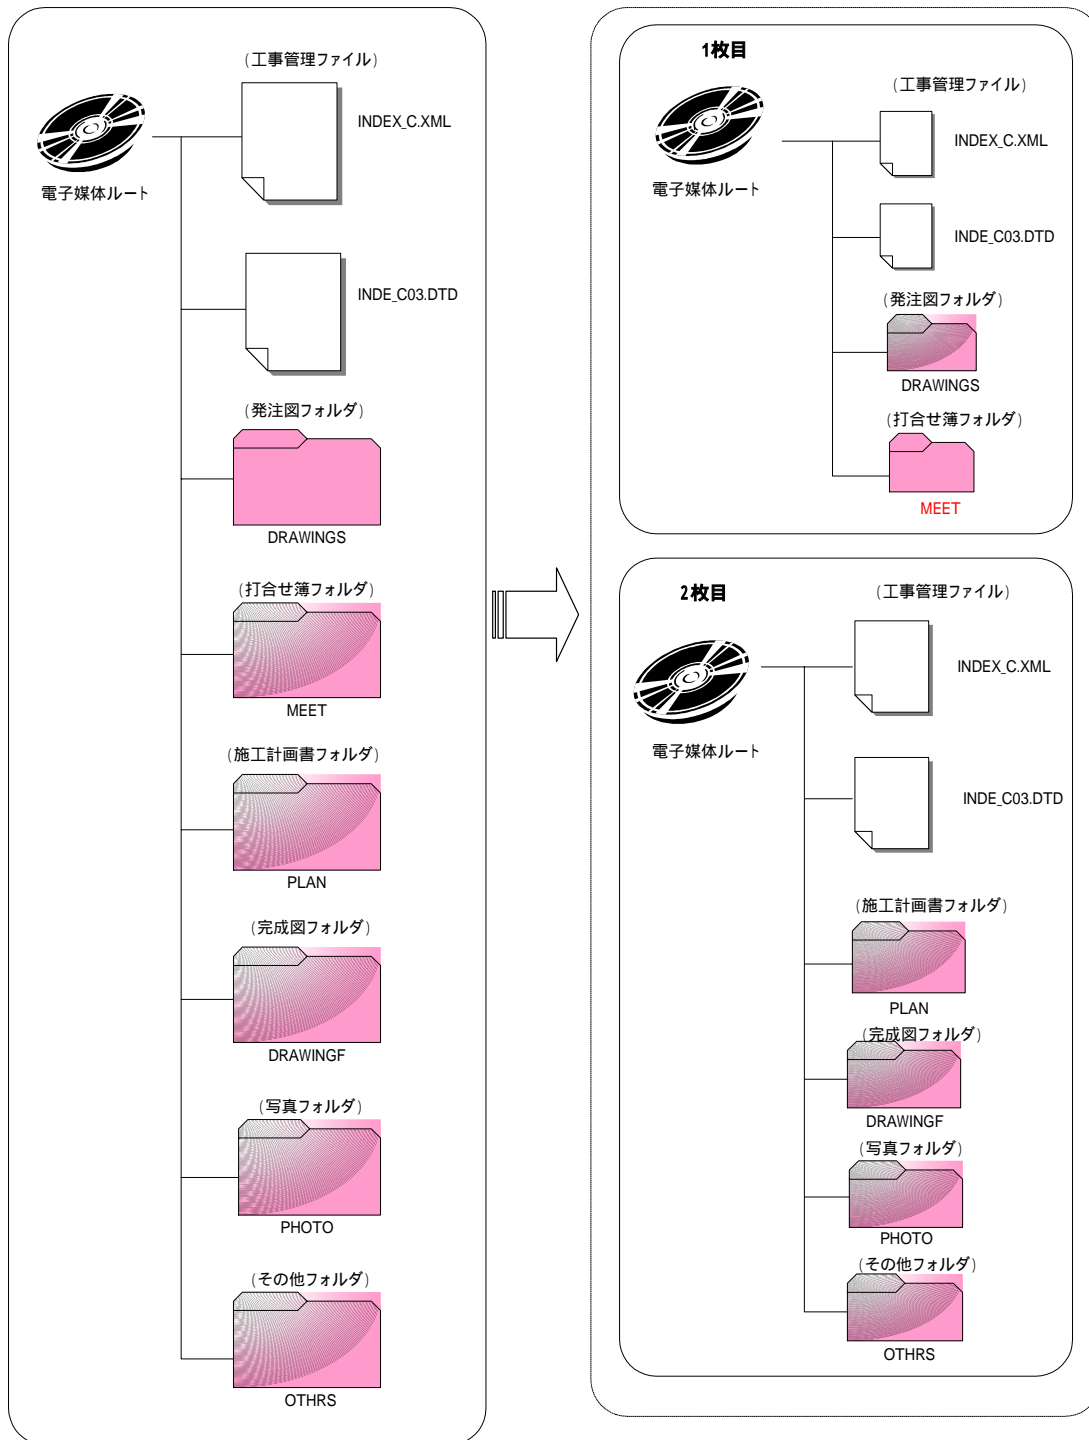 (工事管理ファイル)
INDEX_C.XML
電子媒体ルート
INDE_C03.DTD
(発注図フォルダ)
DRAWINGS
(打合せ簿フォルダ)
MEET
(施工計画書フォルダ)
PLAN
(完成図フォルダ)
DRAWINGF
(写真フォルダ)
PHOTO
(その他フォルダ)
OTHRS
1枚目
(工事管理ファイル)
INDEX_C.XML
電子媒体ルート
INDE_C03.DTD
(発注図フォルダ)
DRAWINGS
(打合せ簿フォルダ)
MEET
2枚目
(工事管理ファイル)
INDEX_C.XML
電子媒体ルート
INDE_C03.DTD
(施工計画書フォルダ)
PLAN
(完成図フォルダ)
DRAWINGF
(写真フォルダ)
PHOTO
(その他フォルダ)
OTHRS